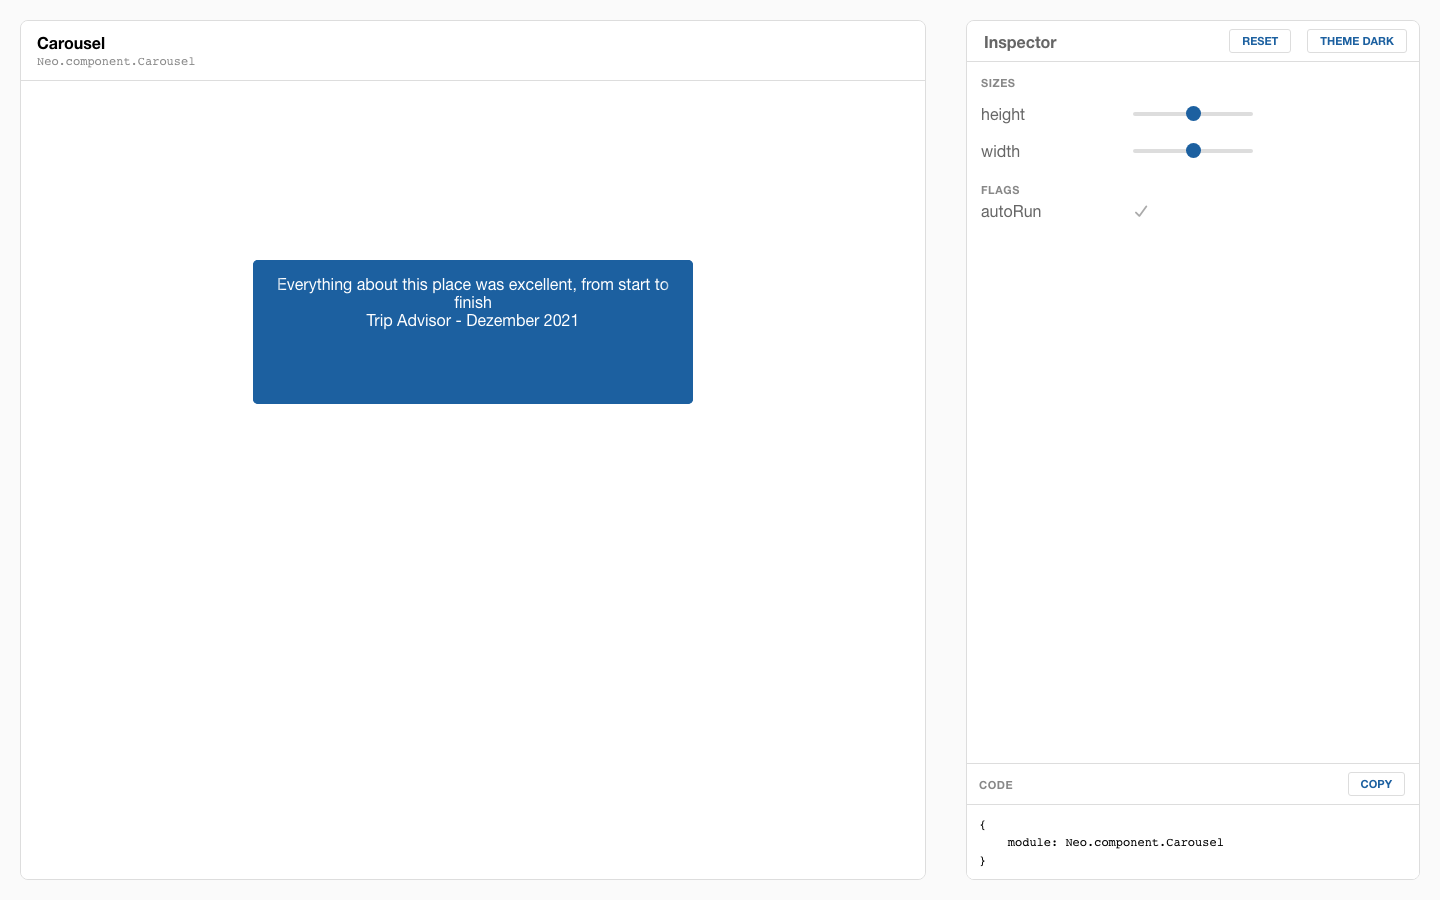 Carousel
Neo.component.Carousel
Everything about this place was excellent, from start to
finish
Trip Advisor - Dezember 2021
Inspector
RESET
THEME DARK
SIZES
height
width
FLAGS
autoRun
CODE
COPY
{
    module: Neo.component.Carousel
}